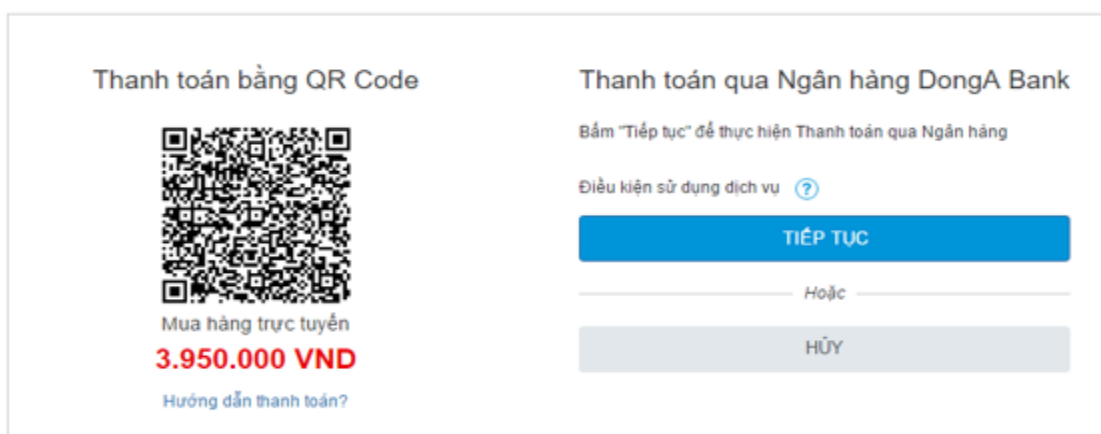 Thanh toán bằng QR Code
Mua hàng trực tuyến
3.950.000 VND
Hướng dẫn thanh toán?
Thanh toán qua Ngân hàng DongA Bank
Bấm "Tiếp tục" để thực hiện Thanh toán qua Ngân hàng
Điều kiện sử dụng dịch vụ ?
TIẾP TỤC
Hoặc
HỦY